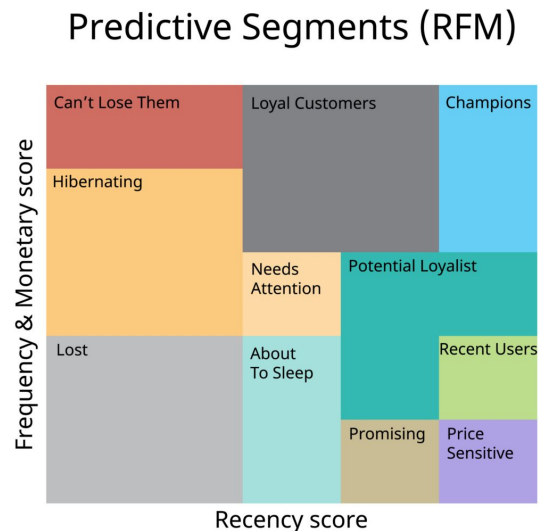 Predictive Segments (RFM)
Frequency & Monetary score
Can't Lose Them
Loyal Customers
Champions
Hibernating
Needs
Attention
Potential Loyalist
Lost
About
To Sleep
Recent Users
Promising
Price
Sensitive
Recency score